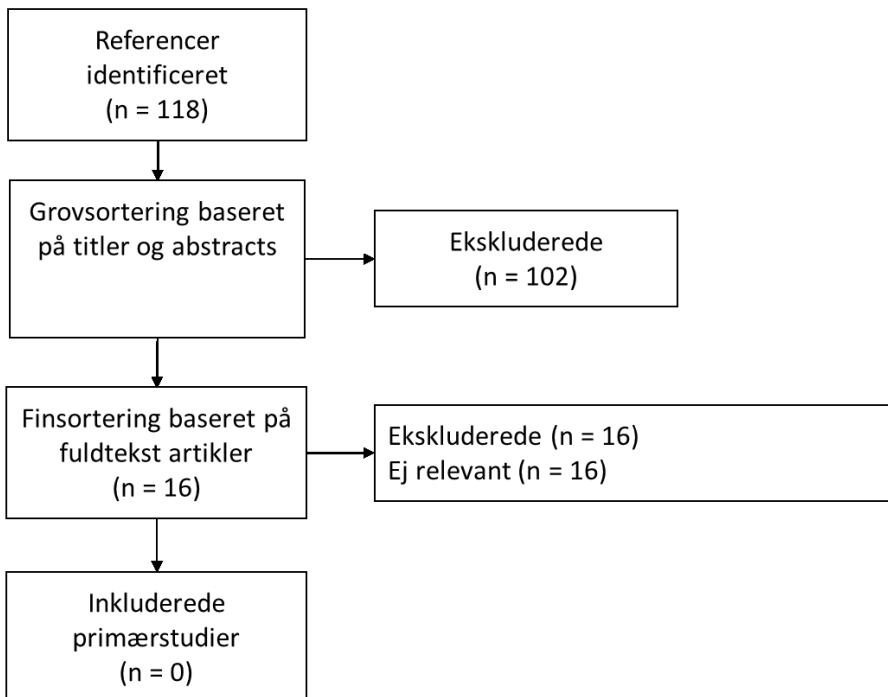 Referencer
identificeret
(n = 118)
Grovsortering baseret
på titler og abstracts
Ekskluderede
(n = 102)
Finsortering baseret på
fuldtekst artikler
(n = 16)
Ekskluderede (n = 16)
Ej relevant (n = 16)
Inkluderede
primærstudier
(n = 0)